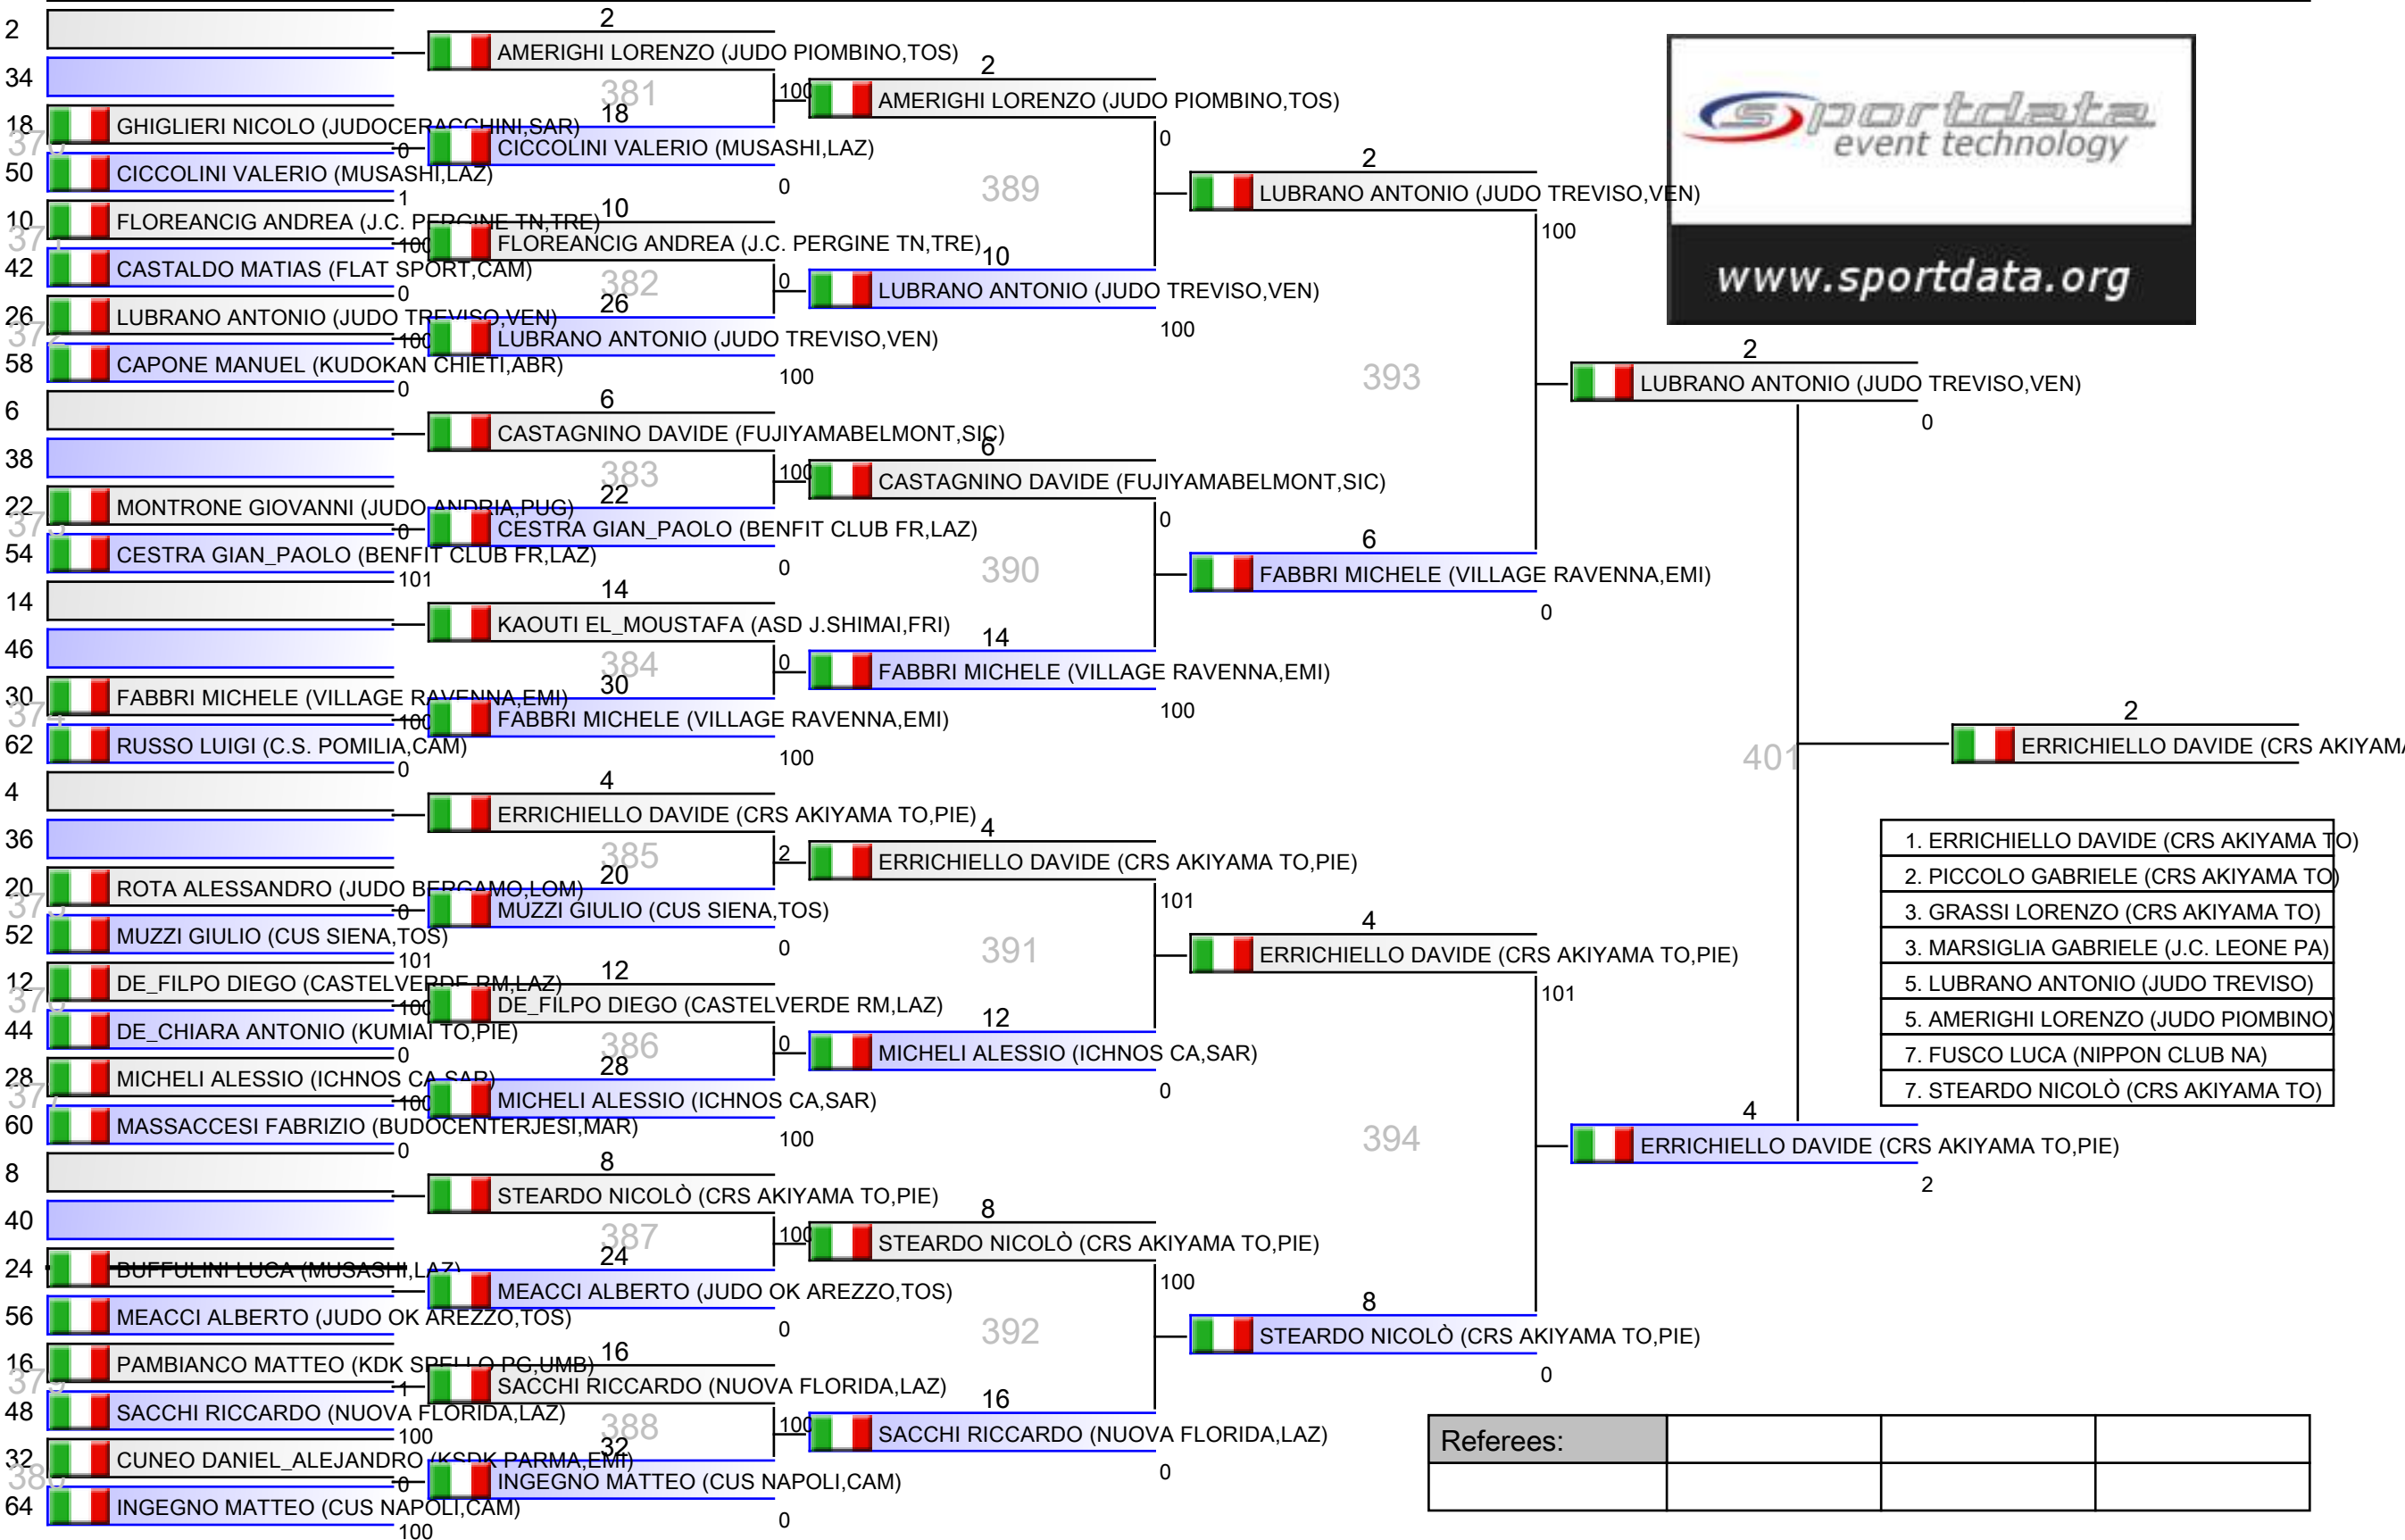 2
34
18
GHIGLIERI NICOLO (JUDOCERACCHINI,SAR)
0
50
CICCOLINI VALERIO (MUSASHI,LAZ)
1
10
FLOREANCIG ANDREA (J.C. PERGINE TN,TRE)
100
42
CASTALDO MATIAS (FLAT SPORT,CAM)
0
26
LUBRANO ANTONIO (JUDO TREVISO,VEN)
100
58
CAPONE MANUEL (KUDOKAN CHIETI,ABR)
0
6
38
22
MONTRONE GIOVANNI (JUDO ANDRIA,PUG)
0
54
CESTRA GIAN_PAOLO (BENFIT CLUB FR,LAZ)
101
14
46
30
FABBRI MICHELE (VILLAGE RAVENNA,EMI)
374
100
62
RUSSO LUIGI (C.S. POMILIA,CAM)
0
4
36
20
ROTA ALESSANDRO (JUDO BERGAMO,LOM)
0
52
MUZZI GIULIO (CUS SIENA,TOS)
101
12
DE_FILPO DIEGO (CASTELVERDE RM,LAZ)
100
44
DE_CHIARA ANTONIO (KUMIAI TO,PIE)
0
28
MICHELI ALESSIO (ICHNOS CA,SAR)
100
60
MASSACCESI FABRIZIO (BUDOCENTERJESI,MAR)
0
8
40
24
BUFFULINI LUCA (MUSASHI,LAZ)
56
MEACCI ALBERTO (JUDO OK AREZZO,TOS)
16
PAMBIANCO MATTEO (KDK SPELLO PG,UMB)
379
1
48
SACCHI RICCARDO (NUOVA FLORIDA,LAZ)
100
32
CUNEO DANIEL_ALEJANDRO (KSDK PARMA,EMI)
380
0
64
INGEGNO MATTEO (CUS NAPOLI,CAM)
100
2
AMERIGHI LORENZO (JUDO PIOMBINO,TOS)
381
100
18
CICCOLINI VALERIO (MUSASHI,LAZ)
0
10
FLOREANCIG ANDREA (J.C. PERGINE TN,TRE)
382
0
26
LUBRANO ANTONIO (JUDO TREVISO,VEN)
100
6
CASTAGNINO DAVIDE (FUJIYAMABELMONT,SIC)
383
100
22
CESTRA GIAN_PAOLO (BENFIT CLUB FR,LAZ)
0
14
KAOUTI EL_MOUSTAFA (ASD J.SHIMAI,FRI)
384
0
30
FABBRI MICHELE (VILLAGE RAVENNA,EMI)
100
4
ERRICHIELLO DAVIDE (CRS AKIYAMA TO,PIE)
385
2
20
MUZZI GIULIO (CUS SIENA,TOS)
0
12
DE_FILPO DIEGO (CASTELVERDE RM,LAZ)
386
0
28
MICHELI ALESSIO (ICHNOS CA,SAR)
100
8
STEARDO NICOLÒ (CRS AKIYAMA TO,PIE)
387
100
24
MEACCI ALBERTO (JUDO OK AREZZO,TOS)
0
16
SACCHI RICCARDO (NUOVA FLORIDA,LAZ)
388
100
32
INGEGNO MATTEO (CUS NAPOLI,CAM)
0
2
AMERIGHI LORENZO (JUDO PIOMBINO,TOS)
0
389
10
LUBRANO ANTONIO (JUDO TREVISO,VEN)
100
6
CASTAGNINO DAVIDE (FUJIYAMABELMONT,SIC)
0
390
14
FABBRI MICHELE (VILLAGE RAVENNA,EMI)
100
4
ERRICHIELLO DAVIDE (CRS AKIYAMA TO,PIE)
101
391
12
MICHELI ALESSIO (ICHNOS CA,SAR)
0
8
STEARDO NICOLÒ (CRS AKIYAMA TO,PIE)
100
392
16
SACCHI RICCARDO (NUOVA FLORIDA,LAZ)
0
2
LUBRANO ANTONIO (JUDO TREVISO,VEN)
100
393
6
FABBRI MICHELE (VILLAGE RAVENNA,EMI)
0
4
ERRICHIELLO DAVIDE (CRS AKIYAMA TO,PIE)
101
394
8
STEARDO NICOLÒ (CRS AKIYAMA TO,PIE)
0
2
LUBRANO ANTONIO (JUDO TREVISO,VEN)
0
401
4
ERRICHIELLO DAVIDE (CRS AKIYAMA TO,PIE)
2
2
ERRICHIELLO DAVIDE (CRS AKIYAMA
sportdata
event technology
www.sportdata.org
1. ERRICHIELLO DAVIDE (CRS AKIYAMA TO)
2. PICCOLO GABRIELE (CRS AKIYAMA TO)
3. GRASSI LORENZO (CRS AKIYAMA TO)
3. MARSIGLIA GABRIELE (J.C. LEONE PA)
5. LUBRANO ANTONIO (JUDO TREVISO)
5. AMERIGHI LORENZO (JUDO PIOMBINO)
7. FUSCO LUCA (NIPPON CLUB NA)
7. STEARDO NICOLÒ (CRS AKIYAMA TO)
Referees: